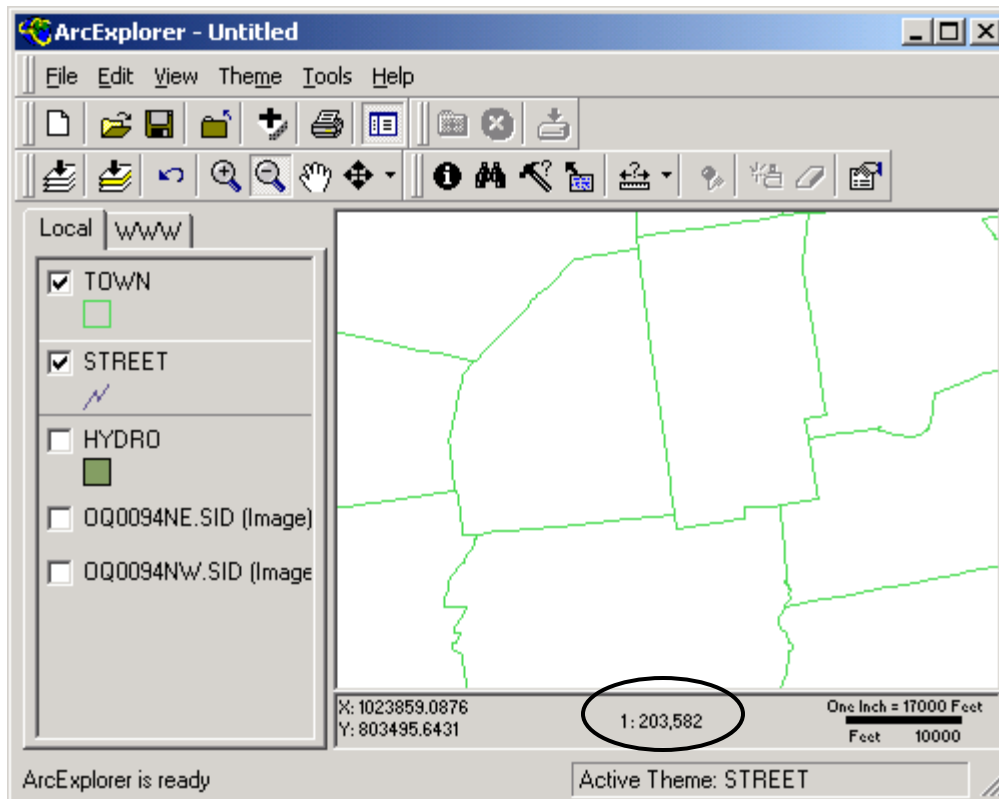 ArcExplorer - Untitled
File Edit View Theme Tools Help
Local WWW
TOWN
STREET
HYDRO
OQ0094NE.SID (Image)
OQ0094NW.SID (Image
X: 1023859.0876
Y: 803495.6431
1: 203,582
One Inch = 17000 Feet
Feet 10000
ArcExplorer is ready
Active Theme: STREET